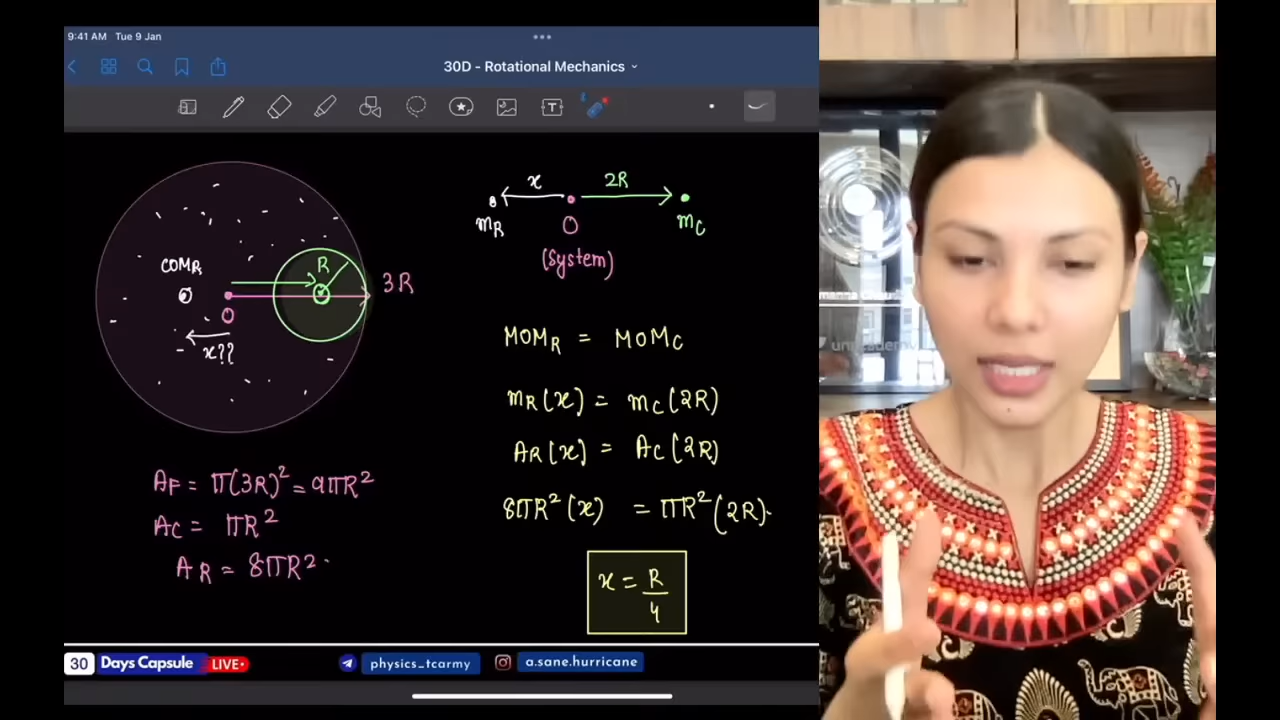 9:41 AM Tue 9 Jan
30D - Rotational Mechanics
T
x
2R
mR
O
mC
(System)
COMR
R
3R
O
x??
MOMR = MOMC
mR(x) = mC(2R)
AR(x) = AC(2R)
8πR²(x) = πR²(2R)
AF = π(3R)² = 9πR²
AC = πR²
AR = 8πR²
x = R/4
30 Days Capsule LIVE
physics_tcarmy
a.sane.hurricane